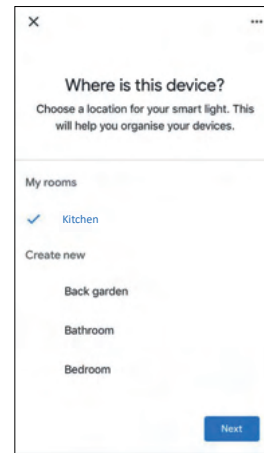 Where is this device?
Choose a location for your smart light. This
will help you organise your devices.
My rooms
Kitchen
Create new
Back garden
Bathroom
Bedroom
Next